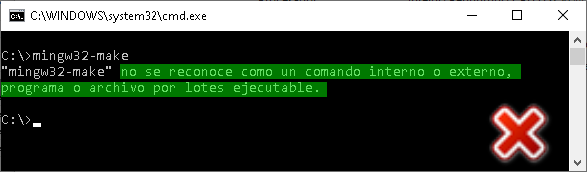 C:\WINDOWS\system32\cmd.exe
C:\>mingw32-make
"mingw32-make" no se reconoce como un comando interno o externo,
programa o archivo por lotes ejecutable.
C:\>